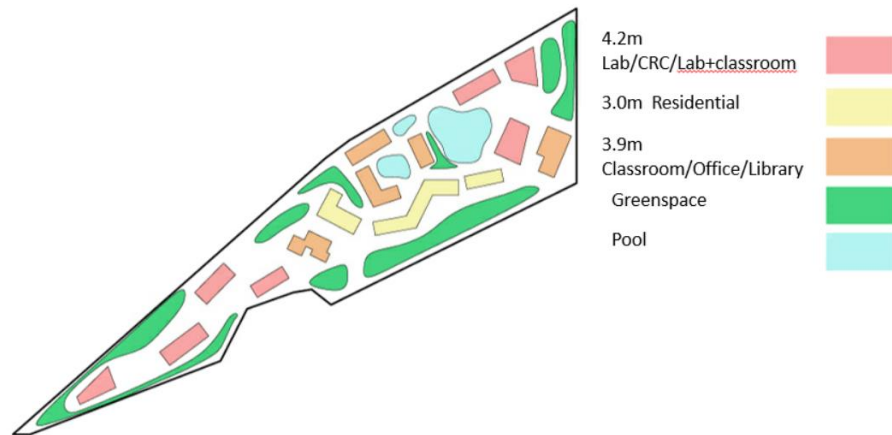 4.2m
Lab/CRC/Lab+classroom
3.0m Residential
3.9m
Classroom/Office/Library
Greenspace
Pool